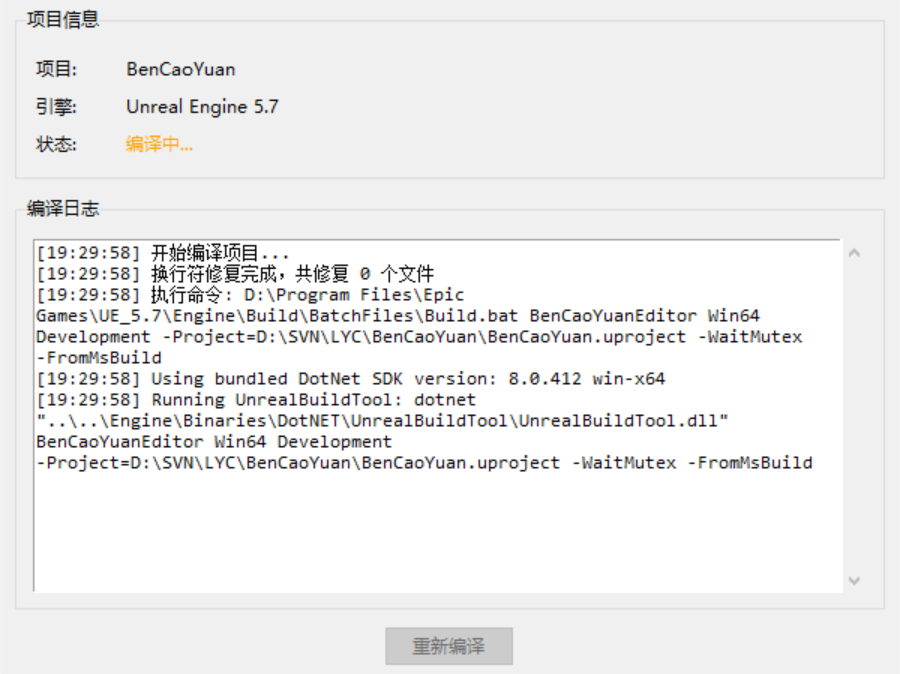 项目信息
项目: BenCaoYuan
引擎: Unreal Engine 5.7
状态: 编译中...
编译日志
[19:29:58] 开始编译项目...
[19:29:58] 换行符修复完成，共修复 0 个文件
[19:29:58] 执行命令: D:\Program Files\Epic
Games\UE_5.7\Engine\Build\BatchFiles\Build.bat BenCaoYuanEditor Win64
Development -Project=D:\SVN\LYC\BenCaoYuan\BenCaoYuan.uproject -WaitMutex
-FromMsBuild
[19:29:58] Using bundled DotNet SDK version: 8.0.412 win-x64
[19:29:58] Running UnrealBuildTool: dotnet
"..\..\Engine\Binaries\DotNET\UnrealBuildTool\UnrealBuildTool.dll"
BenCaoYuanEditor Win64 Development
-Project=D:\SVN\LYC\BenCaoYuan\BenCaoYuan.uproject -WaitMutex -FromMsBuild
重新编译